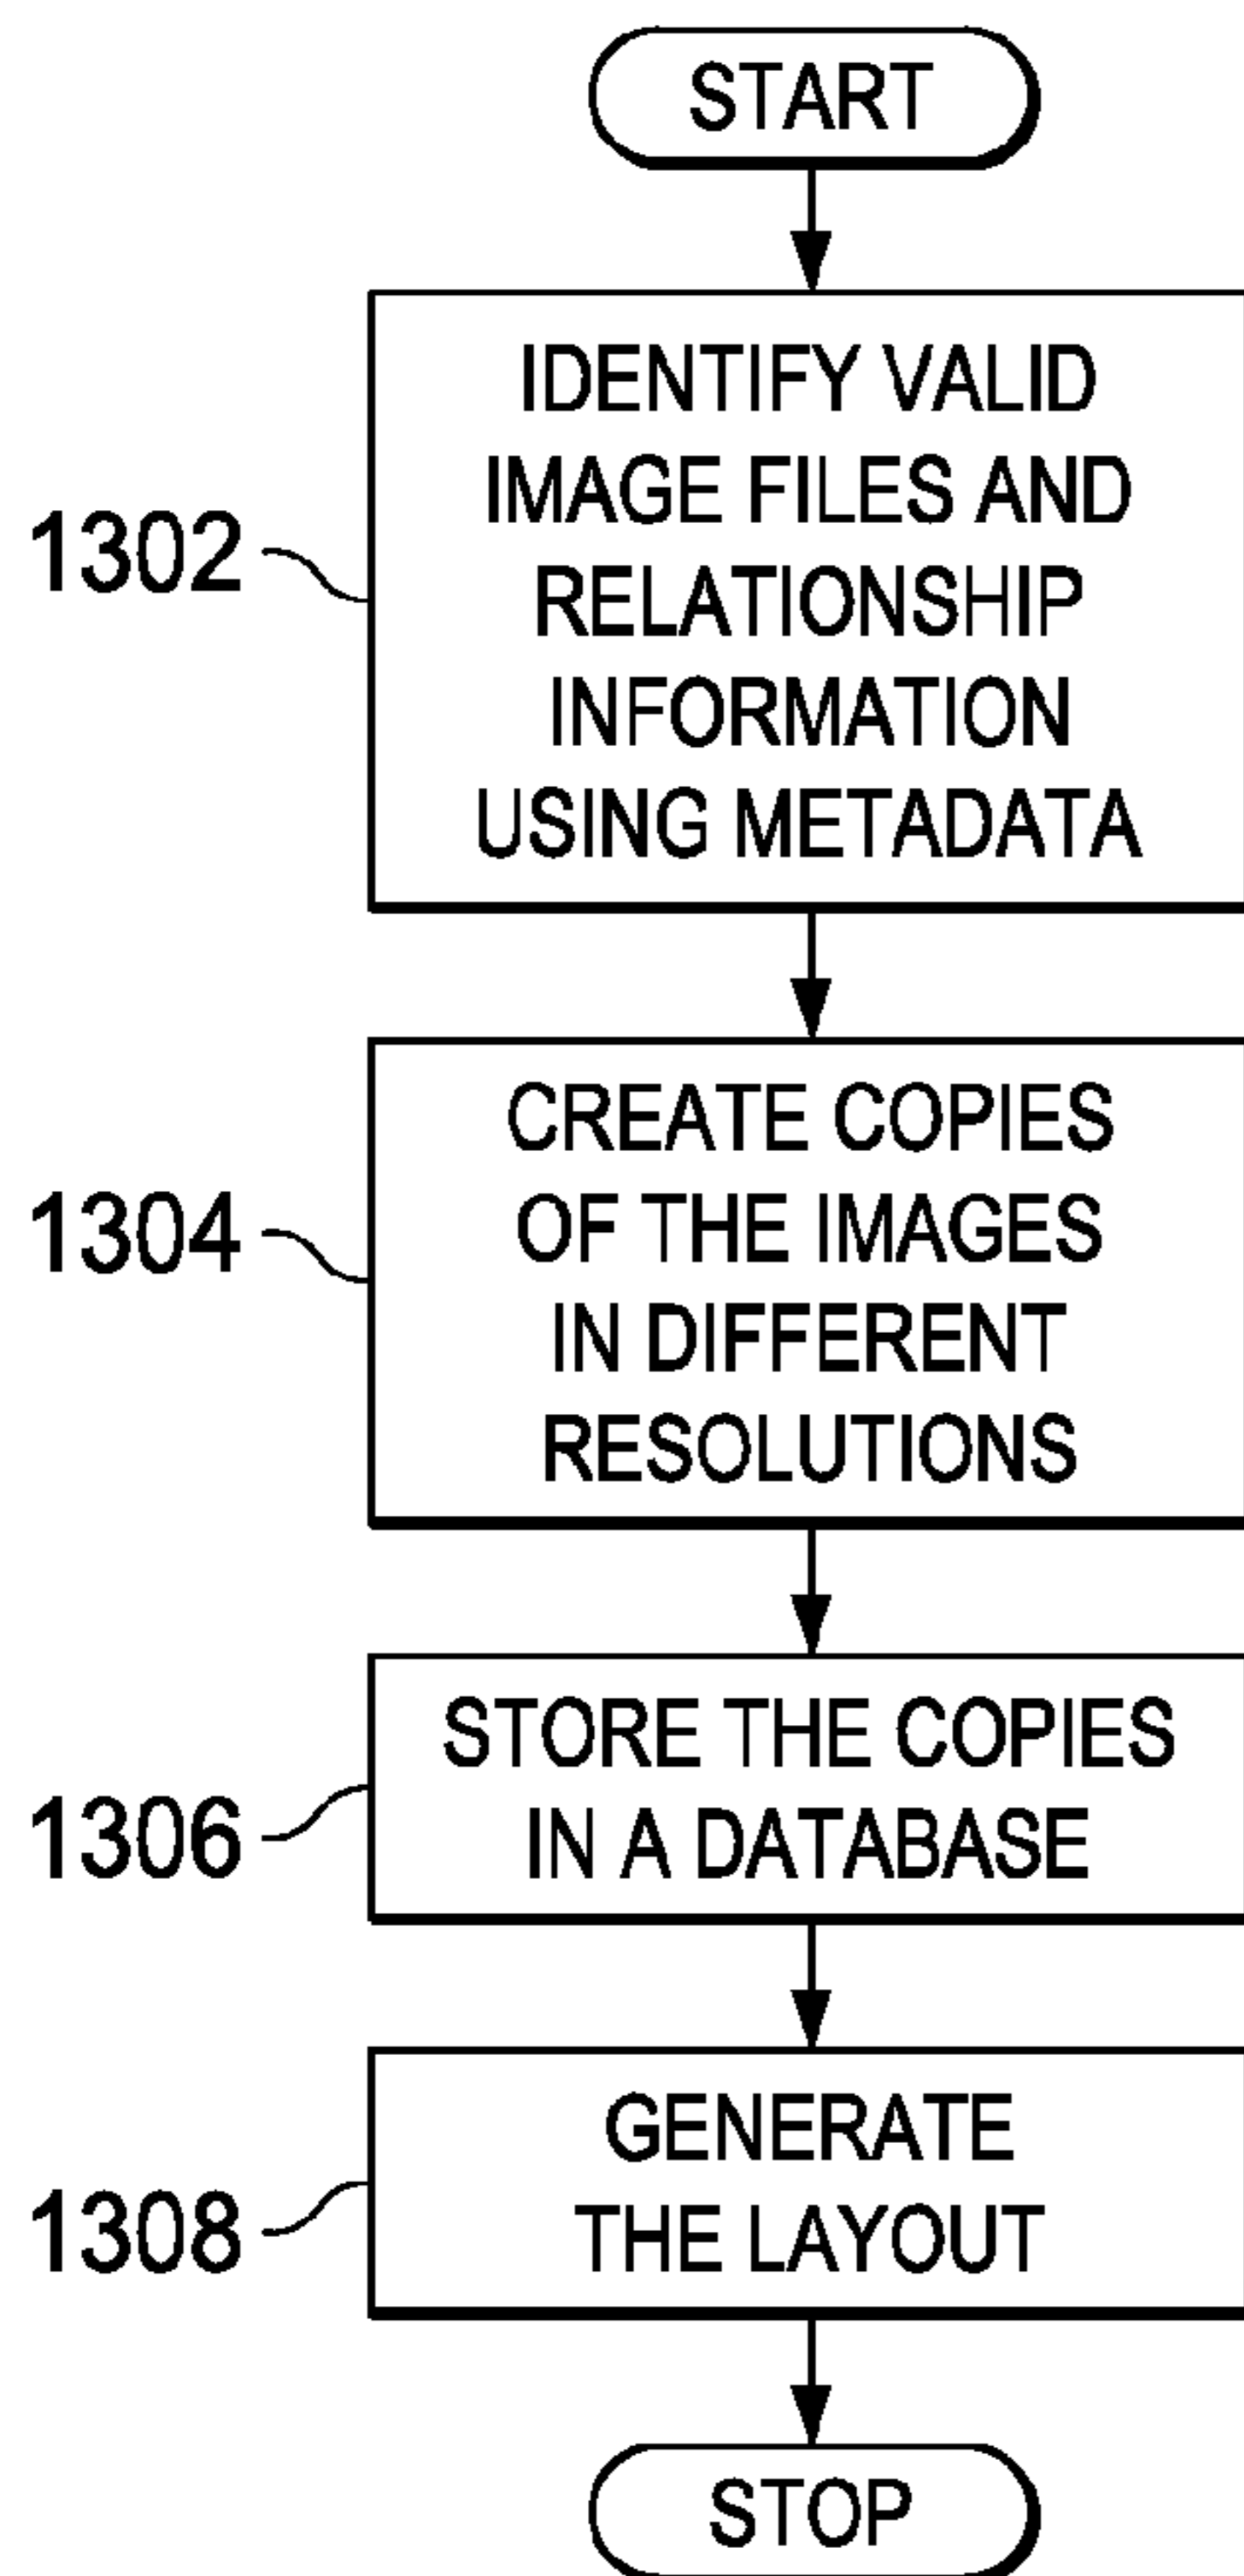 START
IDENTIFY VALID
IMAGE FILES AND
RELATIONSHIP
INFORMATION
USING METADATA
1302
CREATE COPIES
OF THE IMAGES
IN DIFFERENT
RESOLUTIONS
1304
STORE THE COPIES
IN A DATABASE
1306
GENERATE
THE LAYOUT
1308
STOP